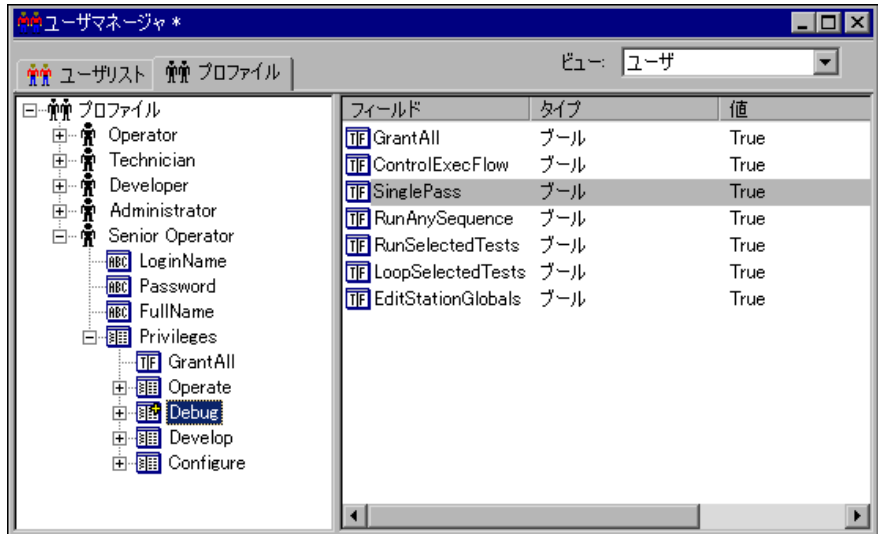 ユーザマネージャ *
ユーザリスト プロファイル ビュー: ユーザ
プロファイル
Operator
Technician
Developer
Administrator
Senior Operator
LoginName
Password
FullName
Privileges
GrantAll
Operate
Debug
Develop
Configure
フィールド タイプ 値
GrantAll ブール True
ControlExecFlow ブール True
SinglePass ブール True
RunAnySequence ブール True
RunSelectedTests ブール True
LoopSelectedTests ブール True
EditStationGlobals ブール True